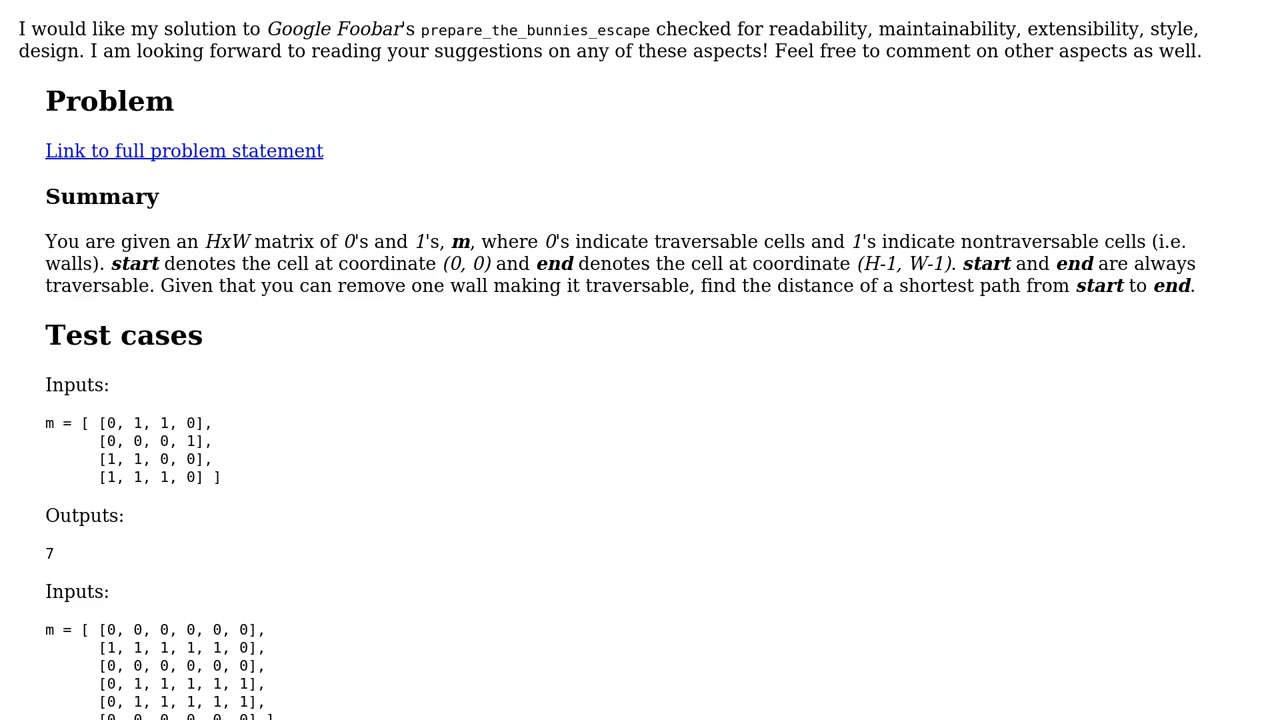 I would like my solution to Google Foobar's prepare_the_bunnies_escape checked for readability, maintainability, extensibility, style,
design. I am looking forward to reading your suggestions on any of these aspects! Feel free to comment on other aspects as well.
Problem
Link to full problem statement
Summary
You are given an HxW matrix of 0's and 1's, m, where 0's indicate traversable cells and 1's indicate nontraversable cells (i.e.
walls). start denotes the cell at coordinate (0, 0) and end denotes the cell at coordinate (H-1, W-1). start and end are always
traversable. Given that you can remove one wall making it traversable, find the distance of a shortest path from start to end.
Test cases
Inputs:
m = [ [0, 1, 1, 0],
[0, 0, 0, 1],
[1, 1, 0, 0],
[1, 1, 1, 0] ]
Outputs:
7
Inputs:
m = [ [0, 0, 0, 0, 0, 0],
[1, 1, 1, 1, 1, 0],
[0, 0, 0, 0, 0, 0],
[0, 1, 1, 1, 1, 1],
[0, 1, 1, 1, 1, 1],
[0, 0, 0, 0, 0, 0] ]